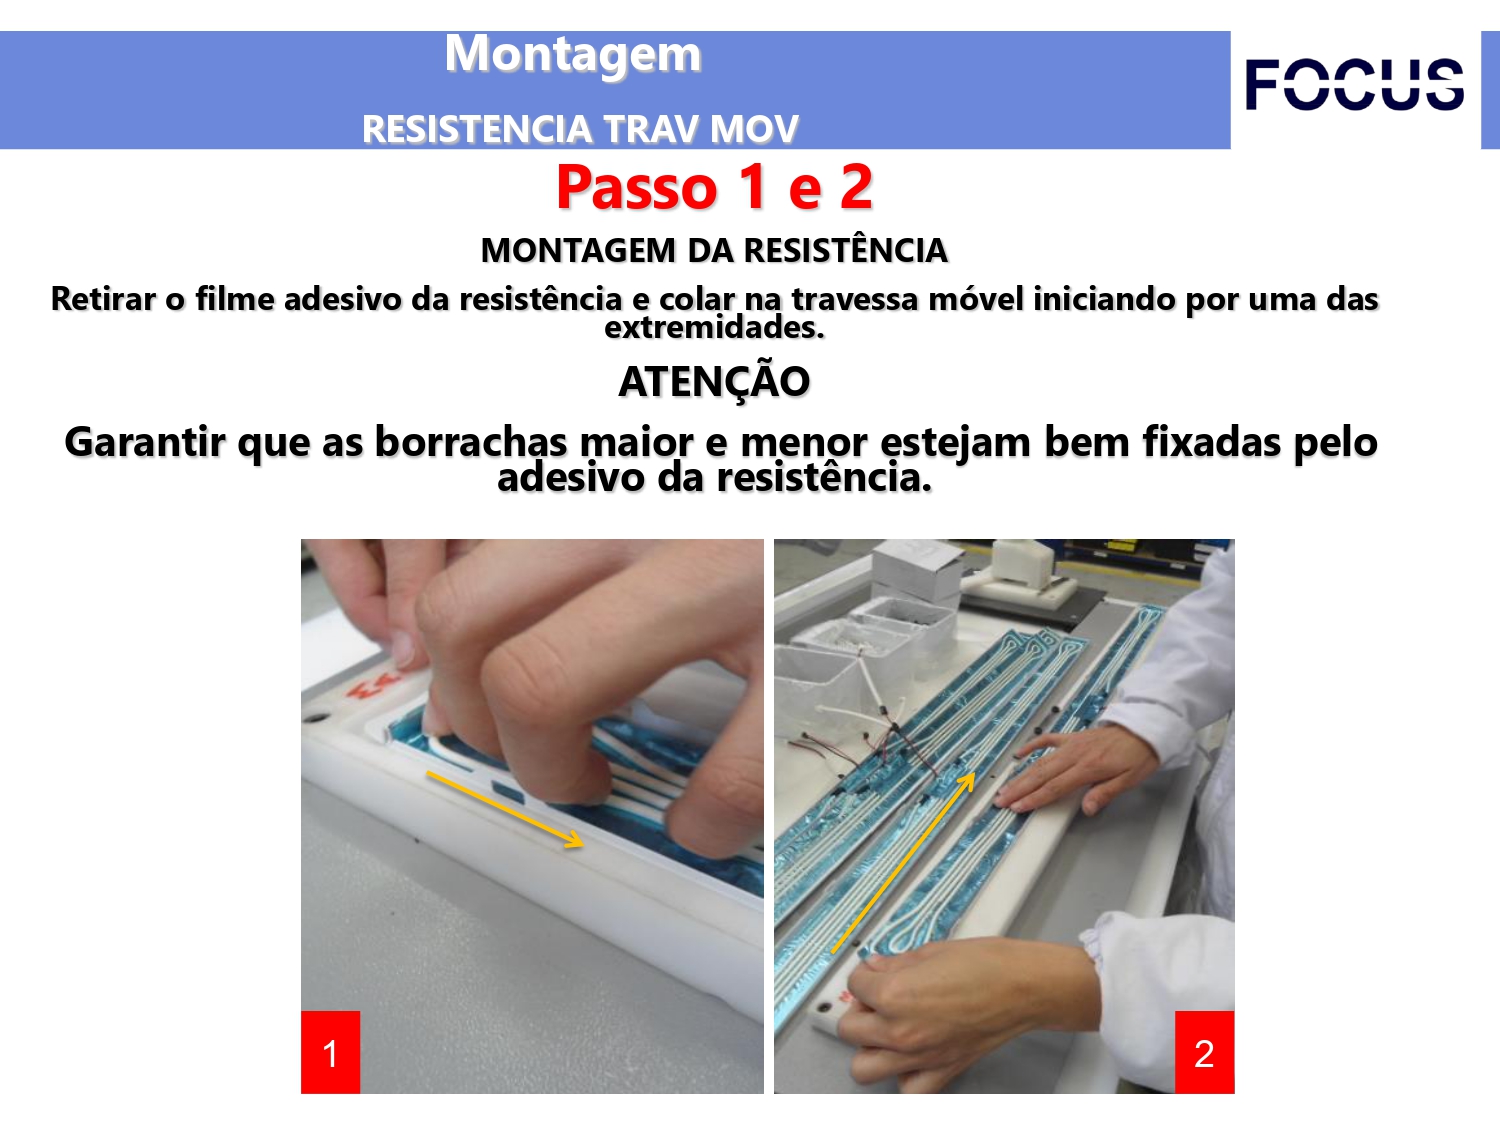 Montagem
FOCUS
RESISTENCIA TRAV MOV
Passo 1 e 2
MONTAGEM DA RESISTÊNCIA
Retirar o filme adesivo da resistência e colar na travessa móvel iniciando por uma das
extremidades.
ATENÇÃO
Garantir que as borrachas maior e menor estejam bem fixadas pelo
adesivo da resistência.
1
2